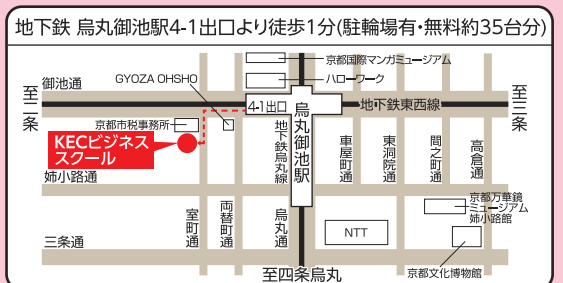 地下鉄 烏丸御池駅4-1出口より徒歩1分(駐輪場有・無料約35台分)
京都国際マンガミュージアム
GYOZA OHSHO
ハローワーク
御池通
至二条
4-1出口
烏丸御池駅
地下鉄東西線
至三条
京都市税事務所
KECビジネス
スクール
地下鉄烏丸線
車屋町通
東洞院通
間之町通
高倉通
姉小路通
室町通
両替町通
烏丸通
京都万華鏡
ミュージアム
姉小路館
NTT
三条通
至四条烏丸
京都文化博物館